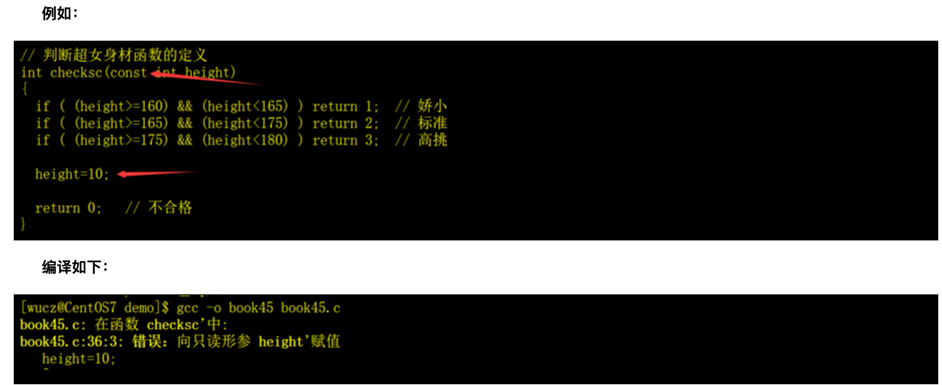 例如：
// 判断超女身材函数的定义
int checksc(const int height)
{
  if ( (height>=160) && (height<165) ) return 1;  // 娇小
  if ( (height>=165) && (height<175) ) return 2;  // 标准
  if ( (height>=175) && (height<180) ) return 3;  // 高挑
  height=10;
  return 0;   // 不合格
}
编译如下：
[wucz@CentOS7 demo]$ gcc -o book45 book45.c
book45.c: 在函数 checksc’中:
book45.c:36:3: 错误：向只读形参 height’赋值
   height=10;
   ^